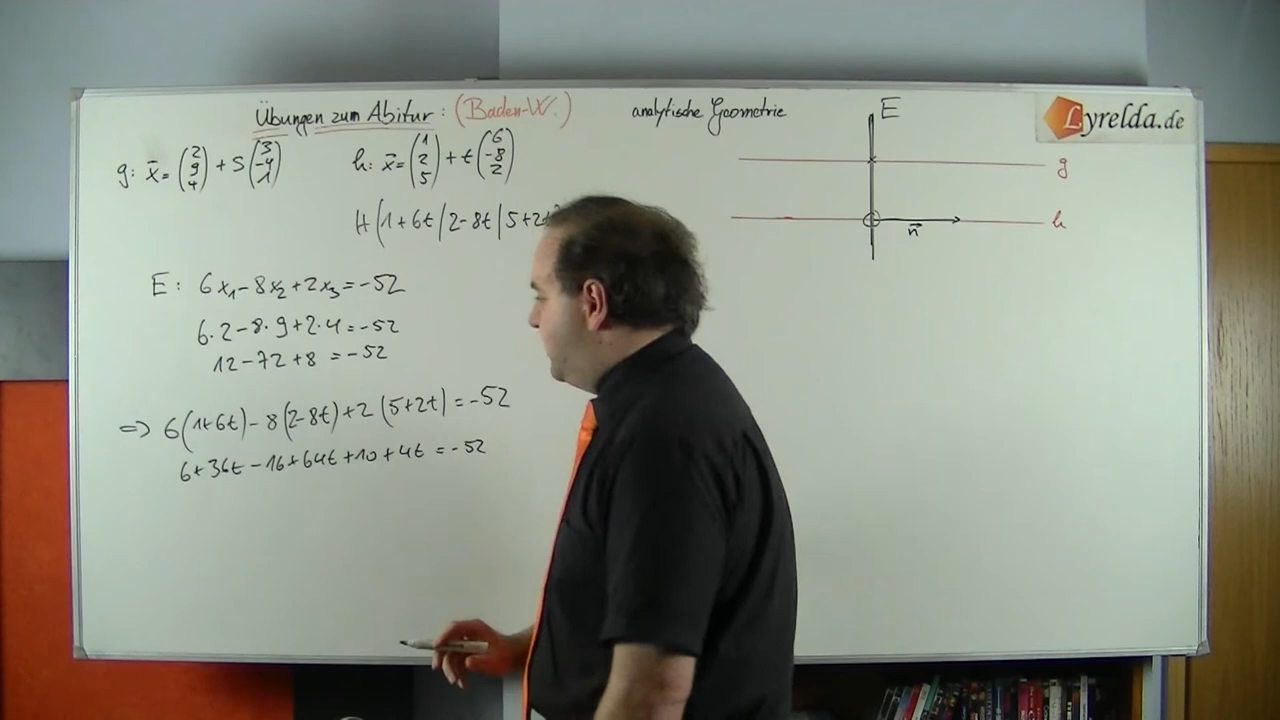 Übungen zum Abitur: (Baden-W.) analytische Geometrie
g: x⃗ = (2 9 4) + s(3 -4 1) h: x⃗ = (1 2 5) + t(6 -8 2)
H(1+6t | 2-8t | 5+2t
E: 6x₁ - 8x₂ + 2x₃ = -52
6·2 - 8·9 + 2·4 = -52
12 - 72 + 8 = -52
=> 6(1+6t) - 8(2-8t) + 2(5+2t) = -52
6 + 36t - 16 + 64t + 10 + 4t = -52
E
g
h
n⃗
Lyrelda.de